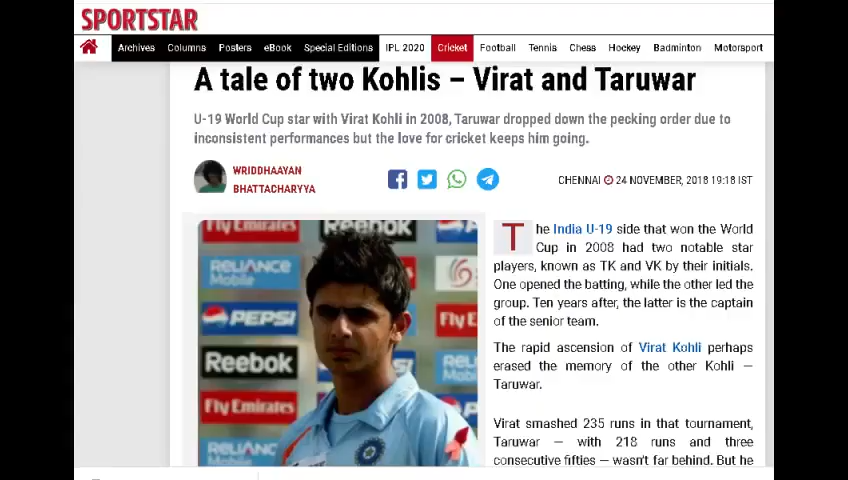 SPORTSTAR
Archives Columns Posters eBook Special Editions IPL 2020 Cricket Football Tennis Chess Hockey Badminton Motorsport
A tale of two Kohlis – Virat and Taruwar
U-19 World Cup star with Virat Kohli in 2008, Taruwar dropped down the pecking order due to
inconsistent performances but the love for cricket keeps him going.
WRIDDHAAYAN
BHATTACHARYYA
CHENNAI 24 NOVEMBER, 2018 19:18 IST
Fly Emirates
Reebok
RELIANCE
Mobile
PEPSI
Fly E
Reebok
Fly Emirates
RELIANCE
Mobile
The India U-19 side that won the World
Cup in 2008 had two notable star
players, known as TK and VK by their initials.
One opened the batting, while the other led the
group. Ten years after, the latter is the captain
of the senior team.
The rapid ascension of Virat Kohli perhaps
erased the memory of the other Kohli —
Taruwar.
Virat smashed 235 runs in that tournament,
Taruwar — with 218 runs and three
consecutive fifties — wasn't far behind. But he